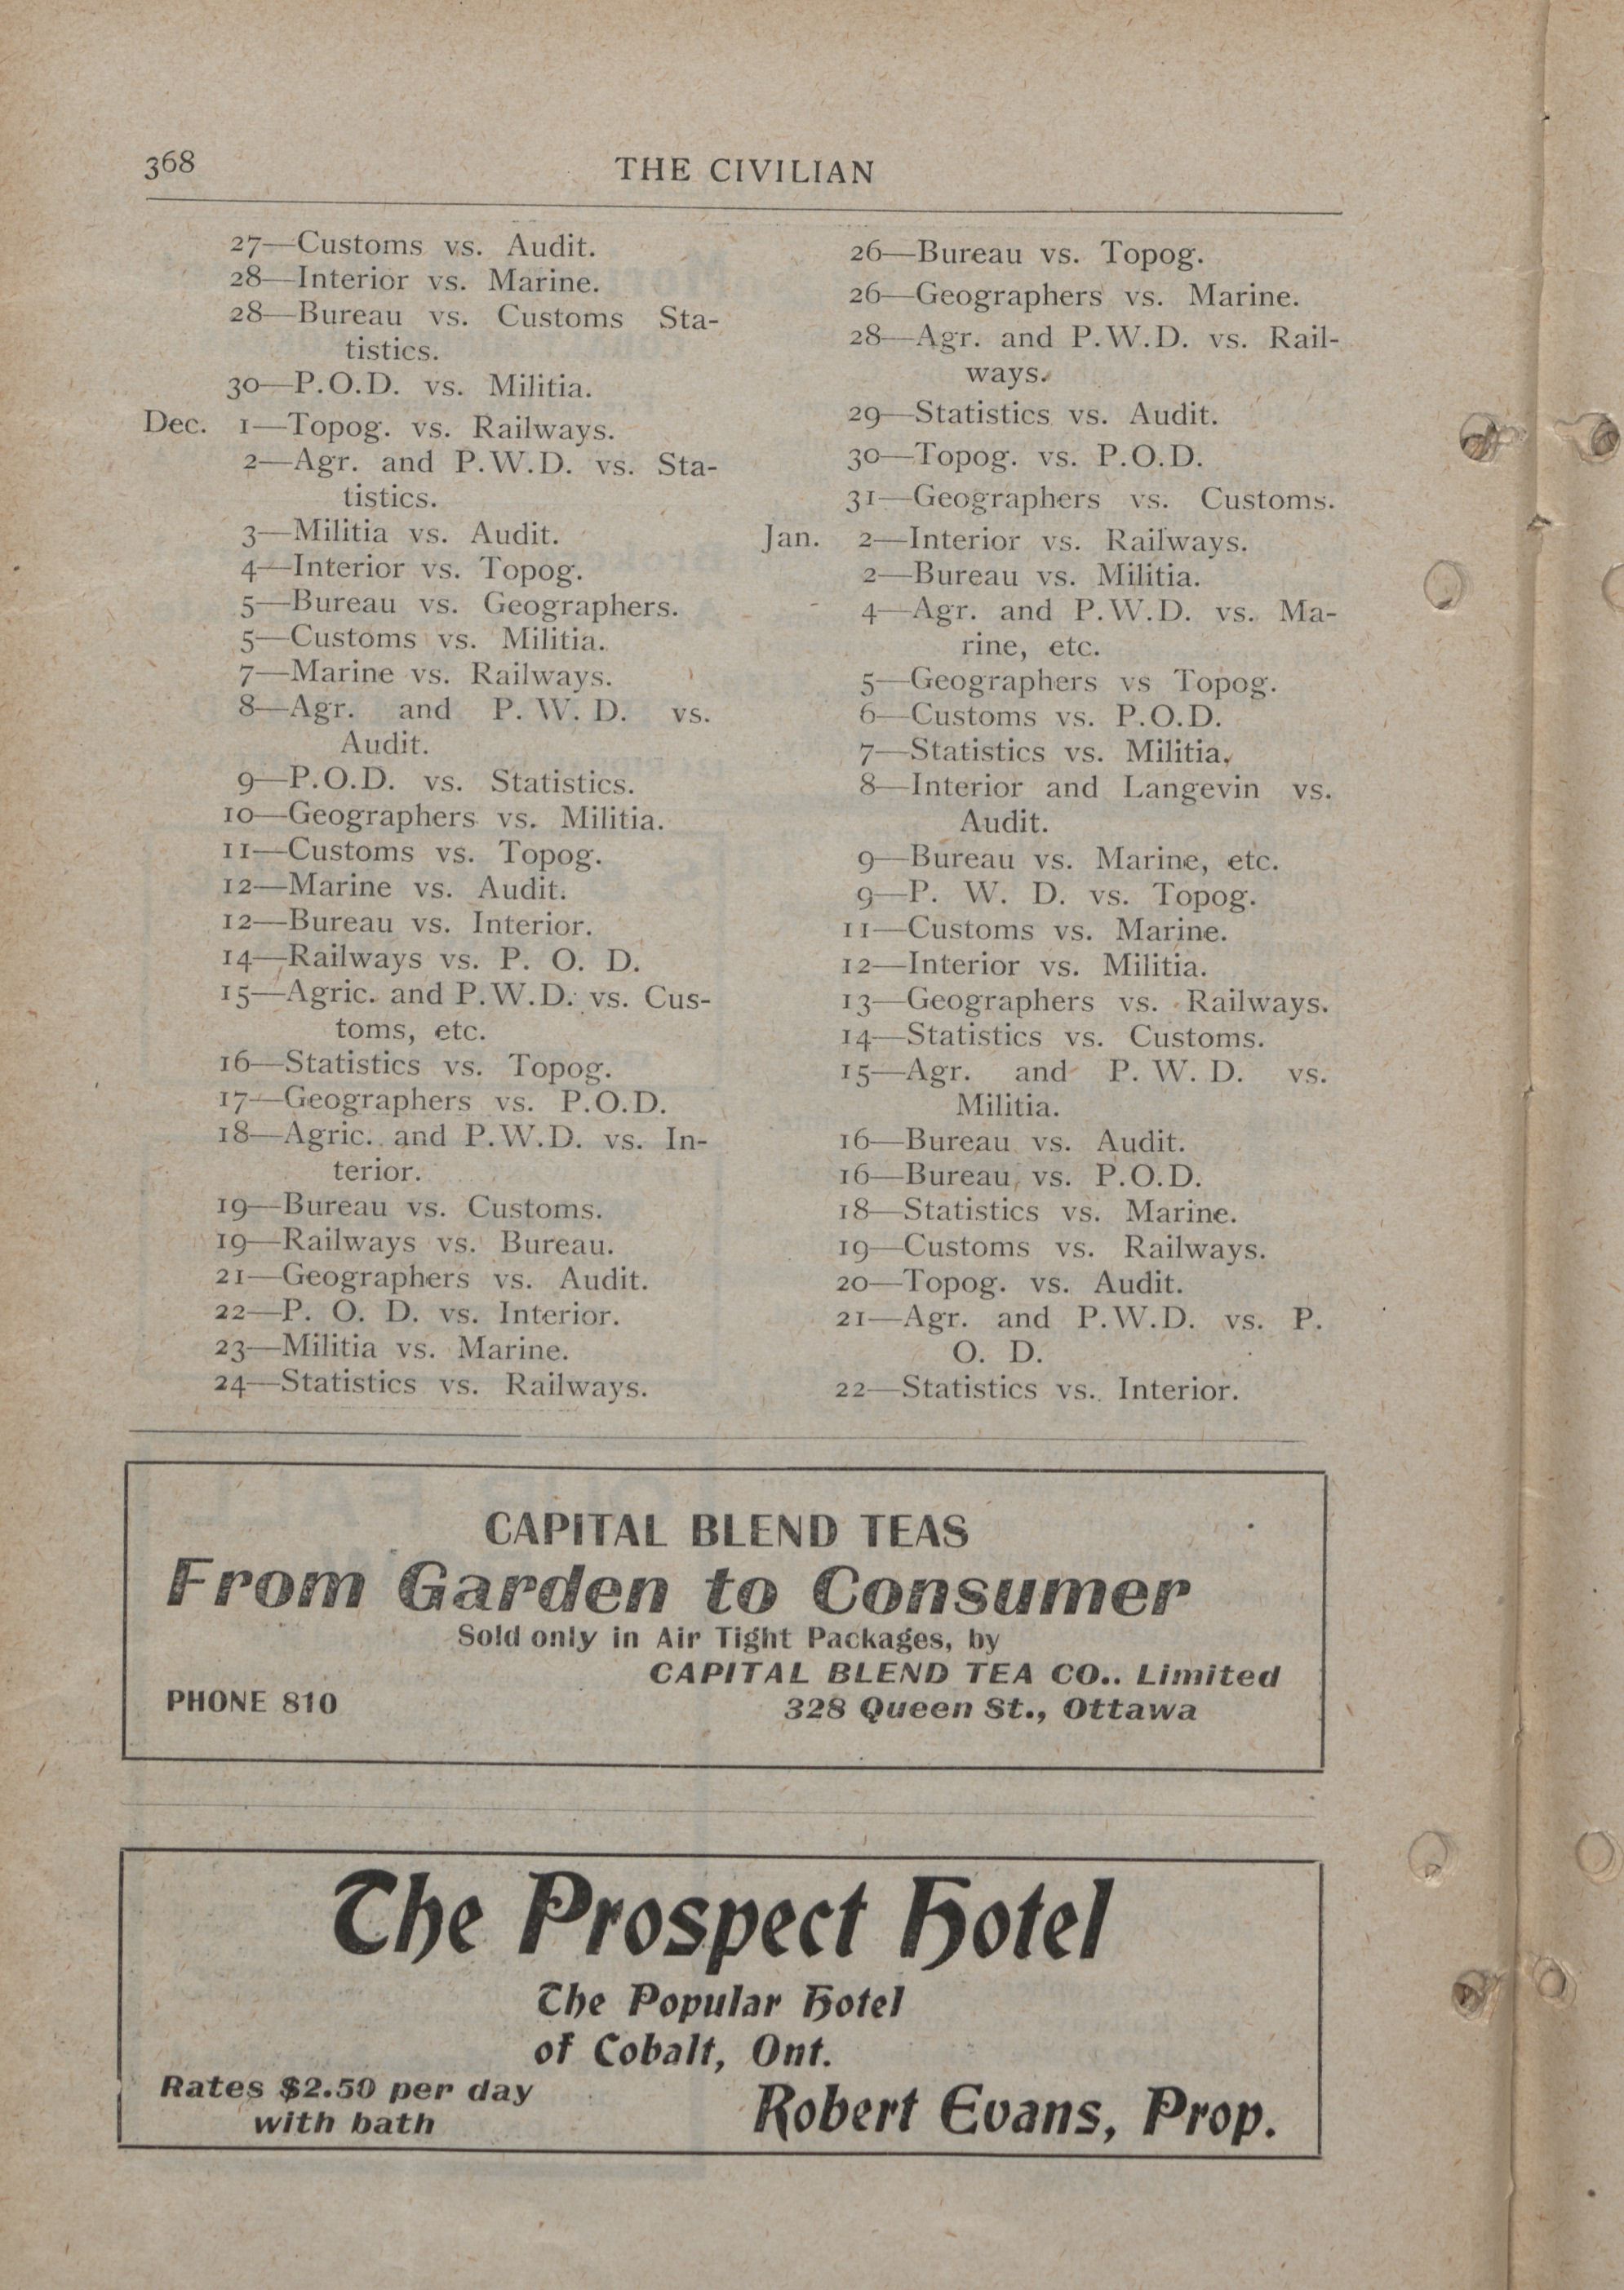 368
THE CIVILIAN
27—Customs vs. Audit.
28—Interior vs. Marine.
28—Bureau vs. Customs Sta-
tistics.
30—P.O.D. vs. Militia.
Dec. 1—Topog. vs. Railways.
2—Agr. and P.W.D. vs. Sta-
tistics.
3—Militia vs. Audit.
4—Interior vs. Topog.
5—Bureau vs. Geographers.
5—Customs vs. Militia.
7—Marine vs. Railways.
8—Agr. and P. W. D. vs.
Audit.
9—P.O.D. vs. Statistics.
10—Geographers vs. Militia.
11—Customs vs. Topog.
12—Marine vs. Audit.
12—Bureau vs. Interior.
14—Railways vs. P. O. D.
15—Agric. and P.W.D. vs. Cus-
toms, etc.
16—Statistics vs. Topog.
17—Geographers vs. P.O.D.
18—Agric. and P.W.D. vs. In-
terior.
19—Bureau vs. Customs.
19—Railways vs. Bureau.
21—Geographers vs. Audit.
22—P. O. D. vs. Interior.
23—Militia vs. Marine.
24—Statistics vs. Railways.
26—Bureau vs. Topog.
26—Geographers vs. Marine.
28—Agr. and P.W.D. vs. Rail-
ways.
29—Statistics vs. Audit.
30—Topog. vs. P.O.D.
31—Geographers vs. Customs.
Jan. 2—Interior vs. Railways.
2—Bureau vs. Militia.
4—Agr. and P.W.D. vs. Ma-
rine, etc.
5—Geographers vs Topog.
6—Customs vs. P.O.D.
7—Statistics vs. Militia,
8—Interior and Langevin vs.
Audit.
9—Bureau vs. Marine, etc.
9—P. W. D. vs. Topog.
11—Customs vs. Marine.
12—Interior vs. Militia.
13—Geographers vs. Railways.
14—Statistics vs. Customs.
15—Agr. and P. W. D. vs.
Militia.
16—Bureau vs. Audit.
16—Bureau vs. P.O.D.
18—Statistics vs. Marine.
19—Customs vs. Railways.
20—Topog. vs. Audit.
21—Agr. and P.W.D. vs. P.
O. D.
22—Statistics vs. Interior.
CAPITAL BLEND TEAS
From Garden to Consumer
Sold only in Air Tight Packages, by
CAPITAL BLEND TEA CO.. Limited
PHONE 810
328 Queen St., Ottawa
The Prospect Hotel
The Popular Hotel
of Cobalt, Ont.
Rates $2.50 per day
with bath
Robert Evans, Prop.